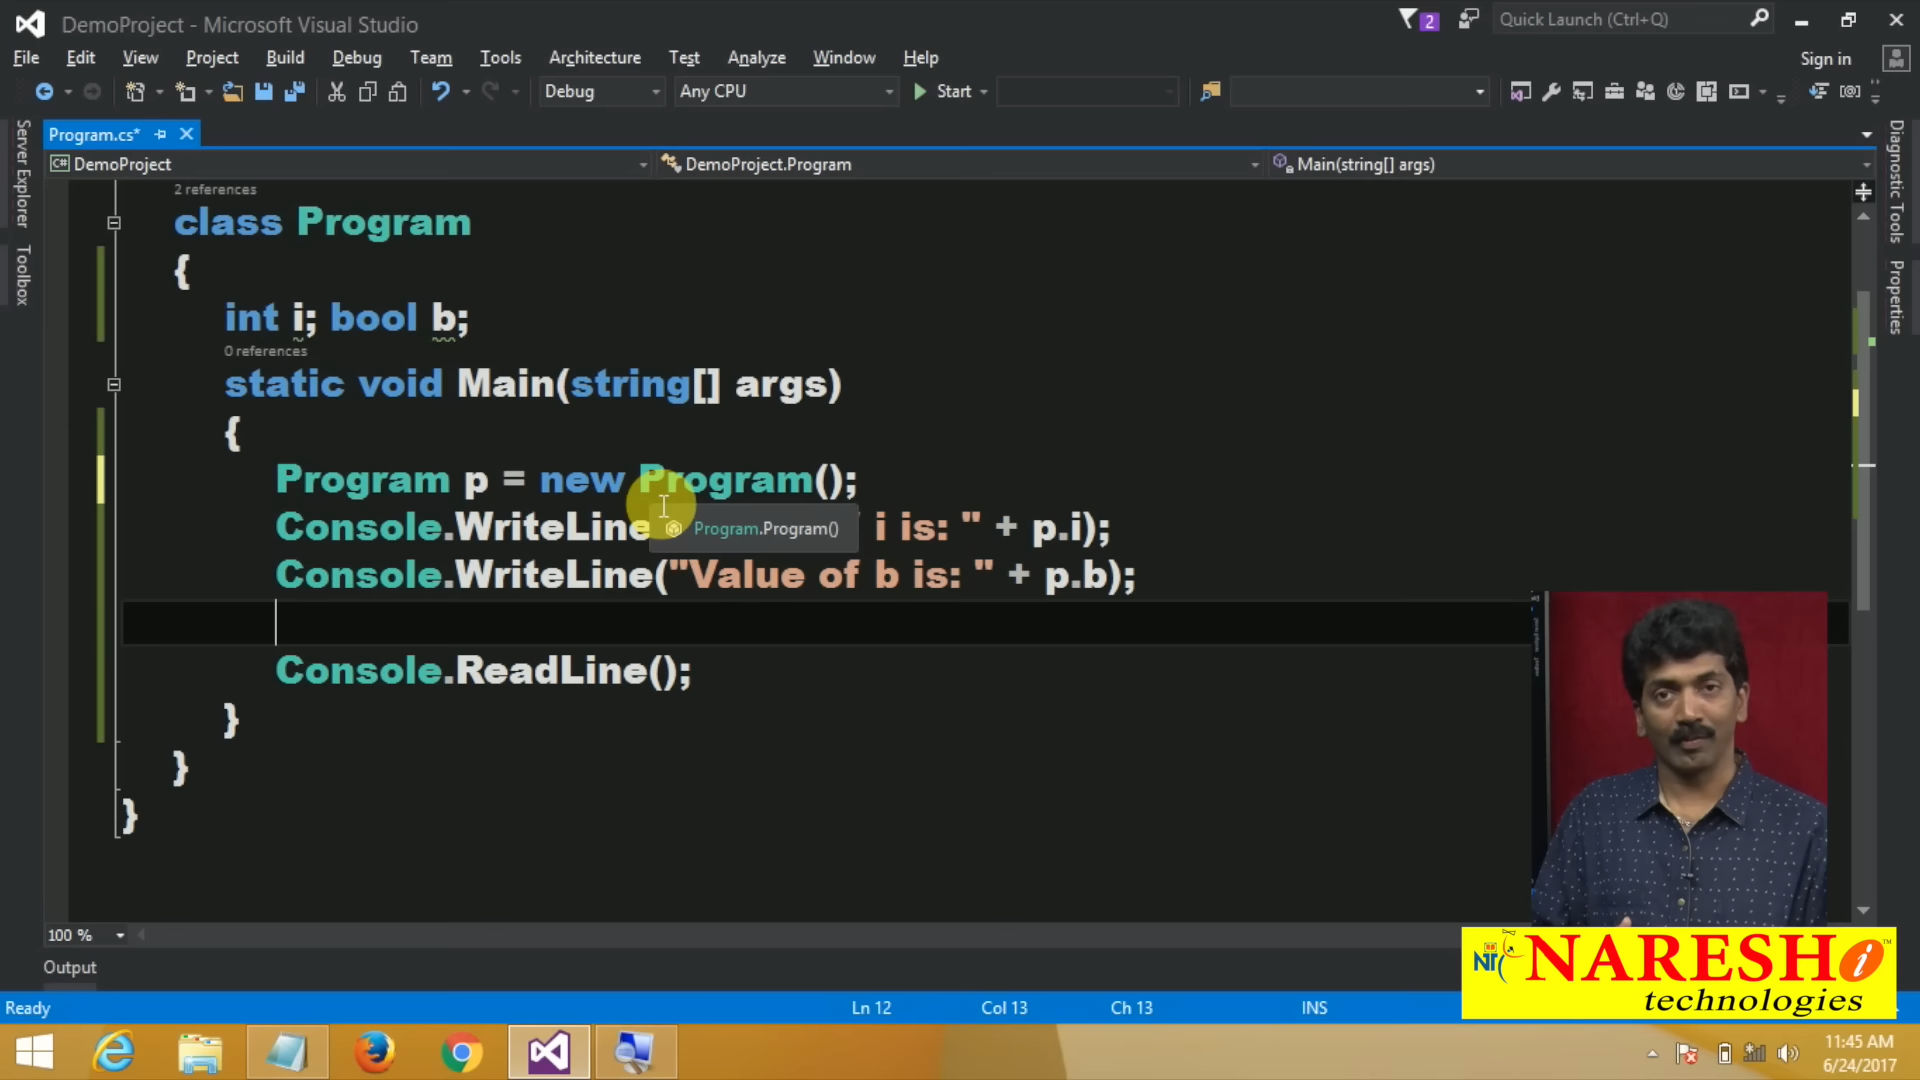 DemoProject - Microsoft Visual Studio
2
Quick Launch (Ctrl+Q)
File Edit View Project Build Debug Team Tools Architecture Test Analyze Window Help
Sign in
Debug Any CPU Start
Program.cs*
C# DemoProject DemoProject.Program Main(string[] args)
Server Explorer
Toolbox
Diagnostic Tools
Properties
2 references
class Program
{
int i; bool b;
0 references
static void Main(string[] args)
{
Program p = new Program();
Console.WriteLine i is: " + p.i);
Program.Program()
Console.WriteLine("Value of b is: " + p.b);
Console.ReadLine();
}
}
}
100 %
Output
Ready Ln 12 Col 13 Ch 13 INS
NT NARESH i
technologies
11:45 AM
6/24/2017